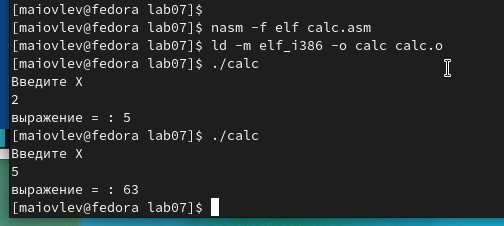 [maiovlev@fedora lab07]$
[maiovlev@fedora lab07]$ nasm -f elf calc.asm
[maiovlev@fedora lab07]$ ld -m elf_i386 -o calc calc.o
[maiovlev@fedora lab07]$ ./calc
Введите X
2
выражение = : 5
[maiovlev@fedora lab07]$ ./calc
Введите X
5
выражение = : 63
[maiovlev@fedora lab07]$